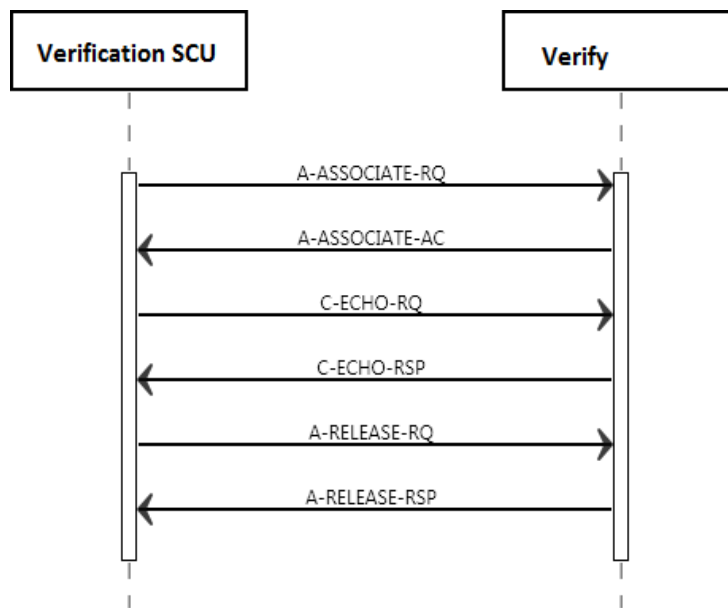 Verification SCU
Verify
A-ASSOCIATE-RQ
A-ASSOCIATE-AC
C-ECHO-RQ
C-ECHO-RSP
A-RELEASE-RQ
A-RELEASE-RSP